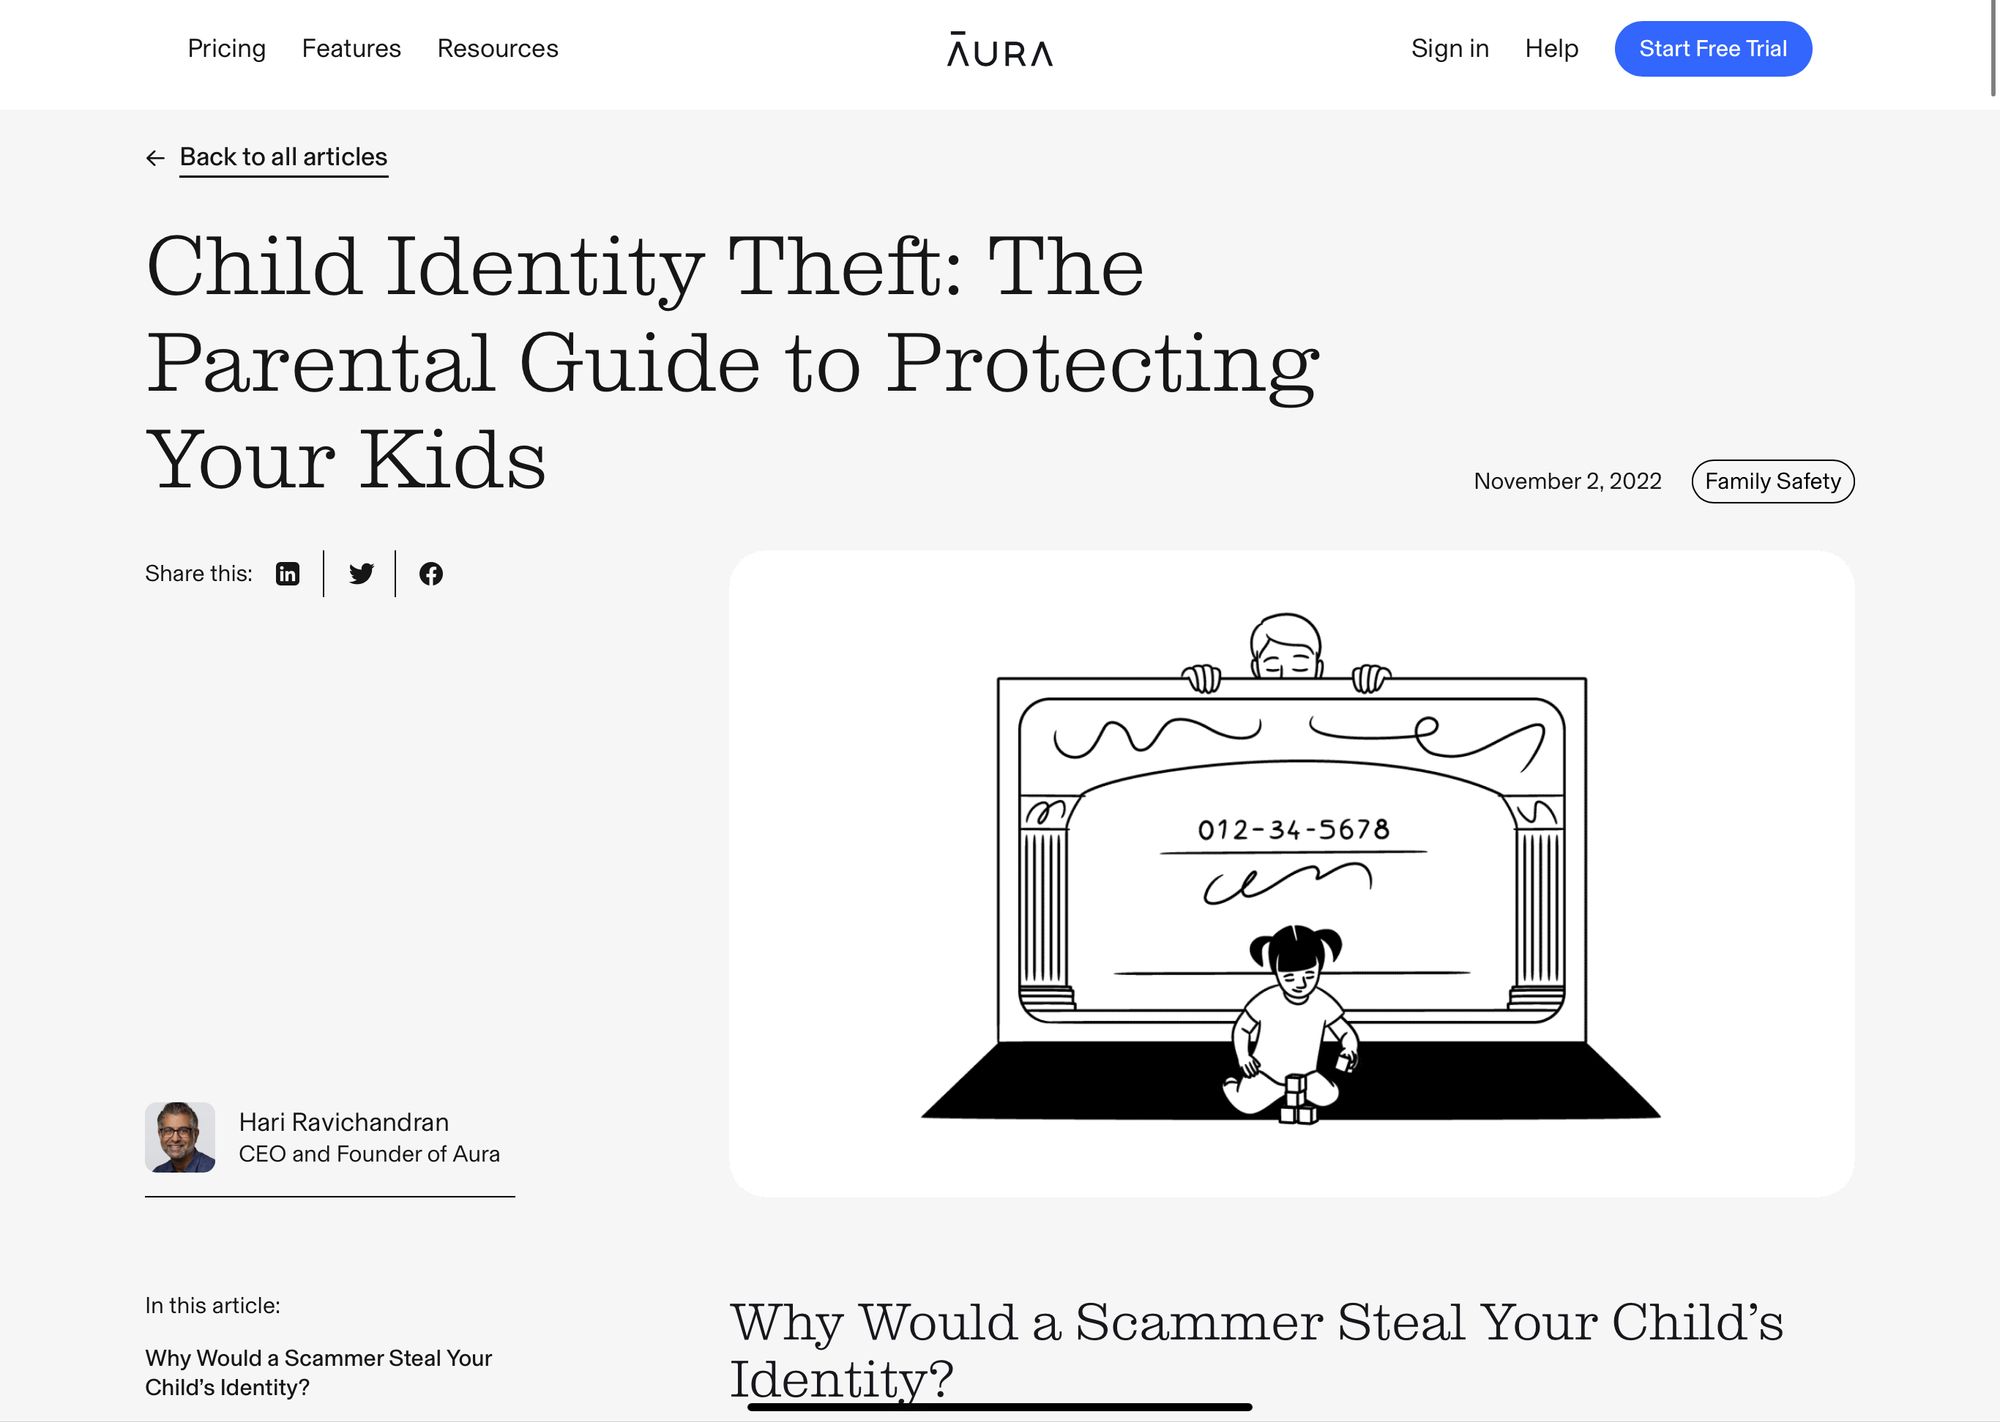 Pricing Features Resources
ĀURA
Sign in Help Start Free Trial
← Back to all articles
Child Identity Theft: The
Parental Guide to Protecting
Your Kids
November 2, 2022 Family Safety
Share this:
012-34-5678
Hari Ravichandran
CEO and Founder of Aura
In this article:
Why Would a Scammer Steal Your
Child’s Identity?
Why Would a Scammer Steal Your Child’s
Identity?